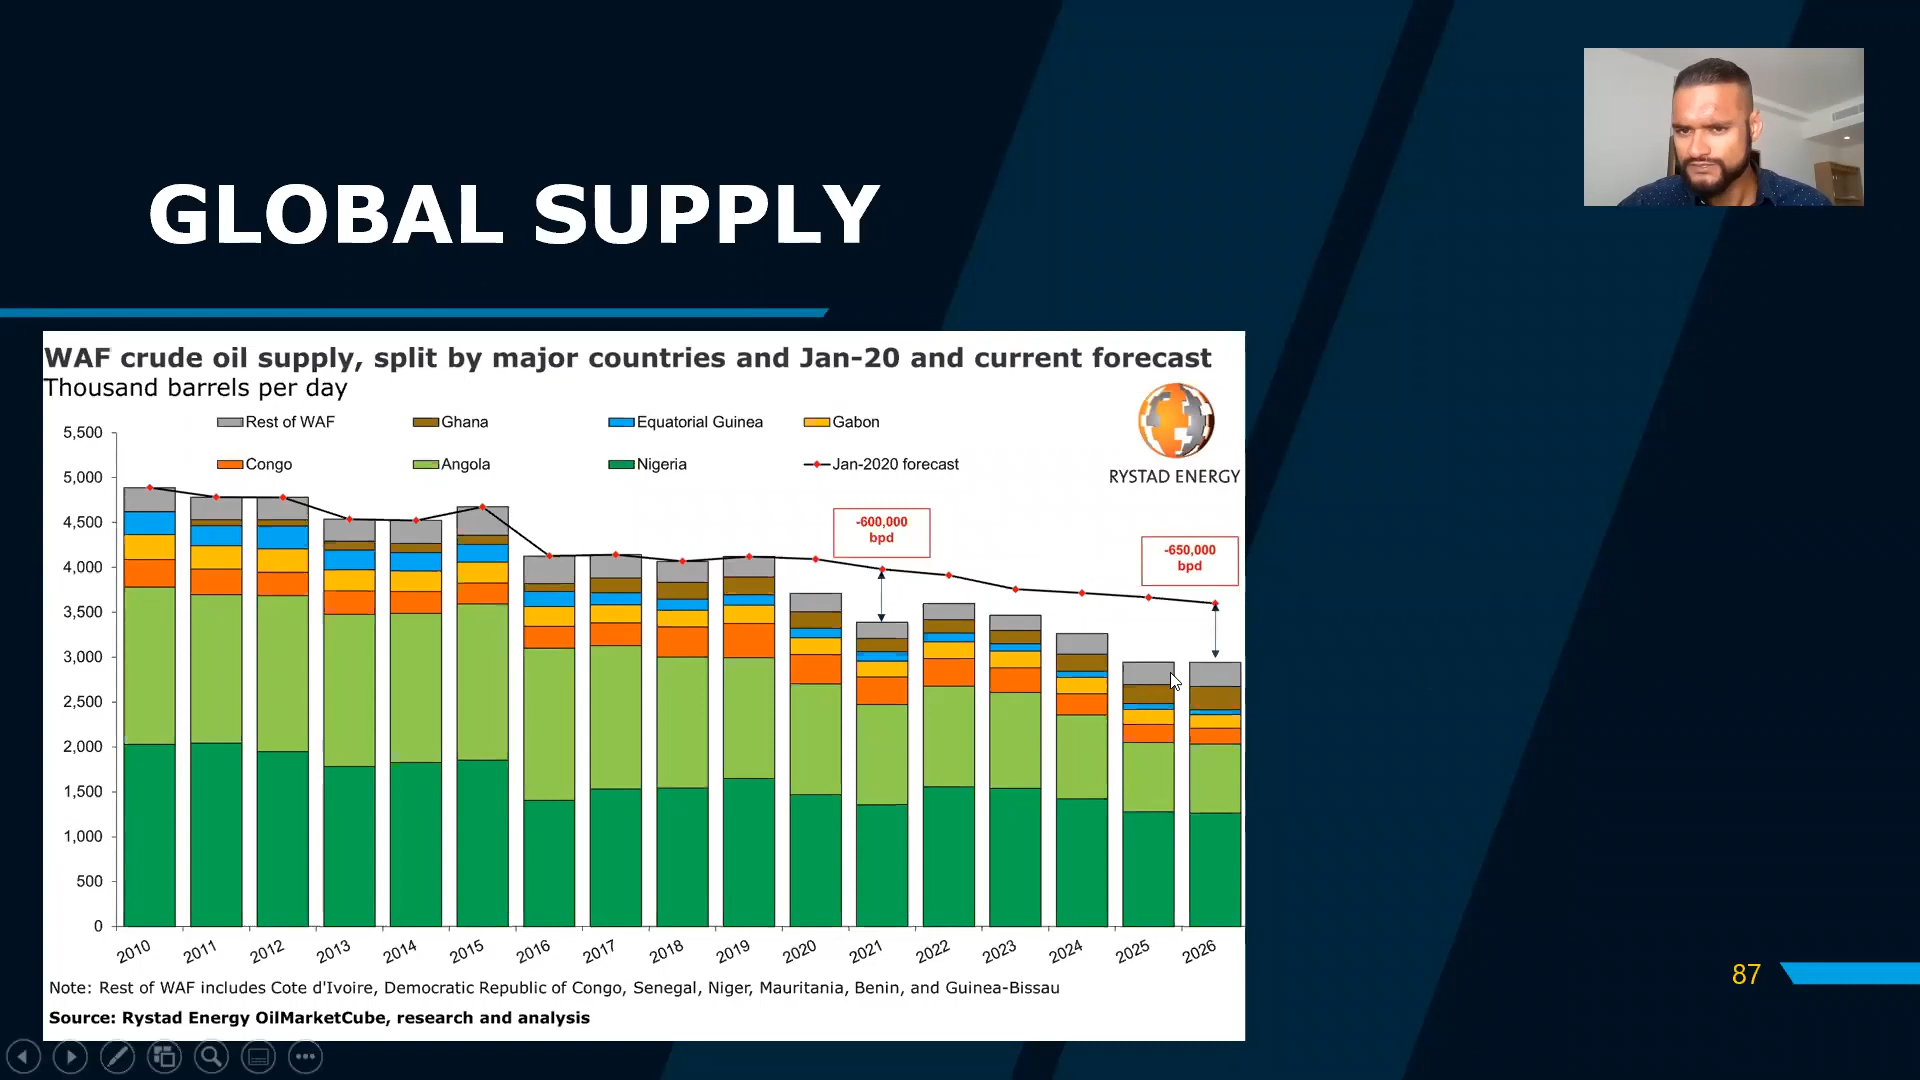 GLOBAL SUPPLY
WAF crude oil supply, split by major countries and Jan-20 and current forecast
Thousand barrels per day
Rest of WAF
Ghana
Equatorial Guinea
Gabon
Congo
Angola
Nigeria
Jan-2020 forecast
RYSTAD ENERGY
5,500
5,000
4,500
4,000
3,500
3,000
2,500
2,000
1,500
1,000
500
0
-600,000
bpd
-650,000
bpd
2010
2011
2012
2013
2014
2015
2016
2017
2018
2019
2020
2021
2022
2023
2024
2025
2026
Note: Rest of WAF includes Cote d'Ivoire, Democratic Republic of Congo, Senegal, Niger, Mauritania, Benin, and Guinea-Bissau
Source: Rystad Energy OilMarketCube, research and analysis
87